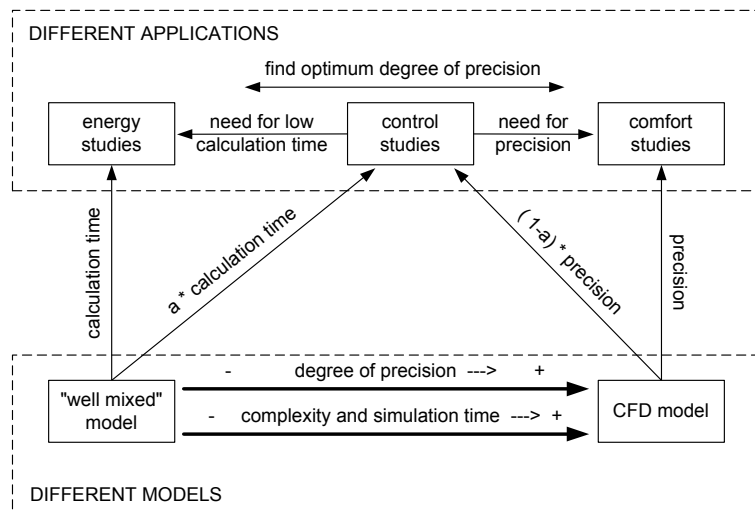 DIFFERENT APPLICATIONS
find optimum degree of precision
energy
studies
need for low
calculation time
control
studies
need for
precision
comfort
studies
calculation time
a * calculation time
(1-a) * precision
precision
- degree of precision ---> +
"well mixed"
model
- complexity and simulation time ---> +
CFD model
DIFFERENT MODELS